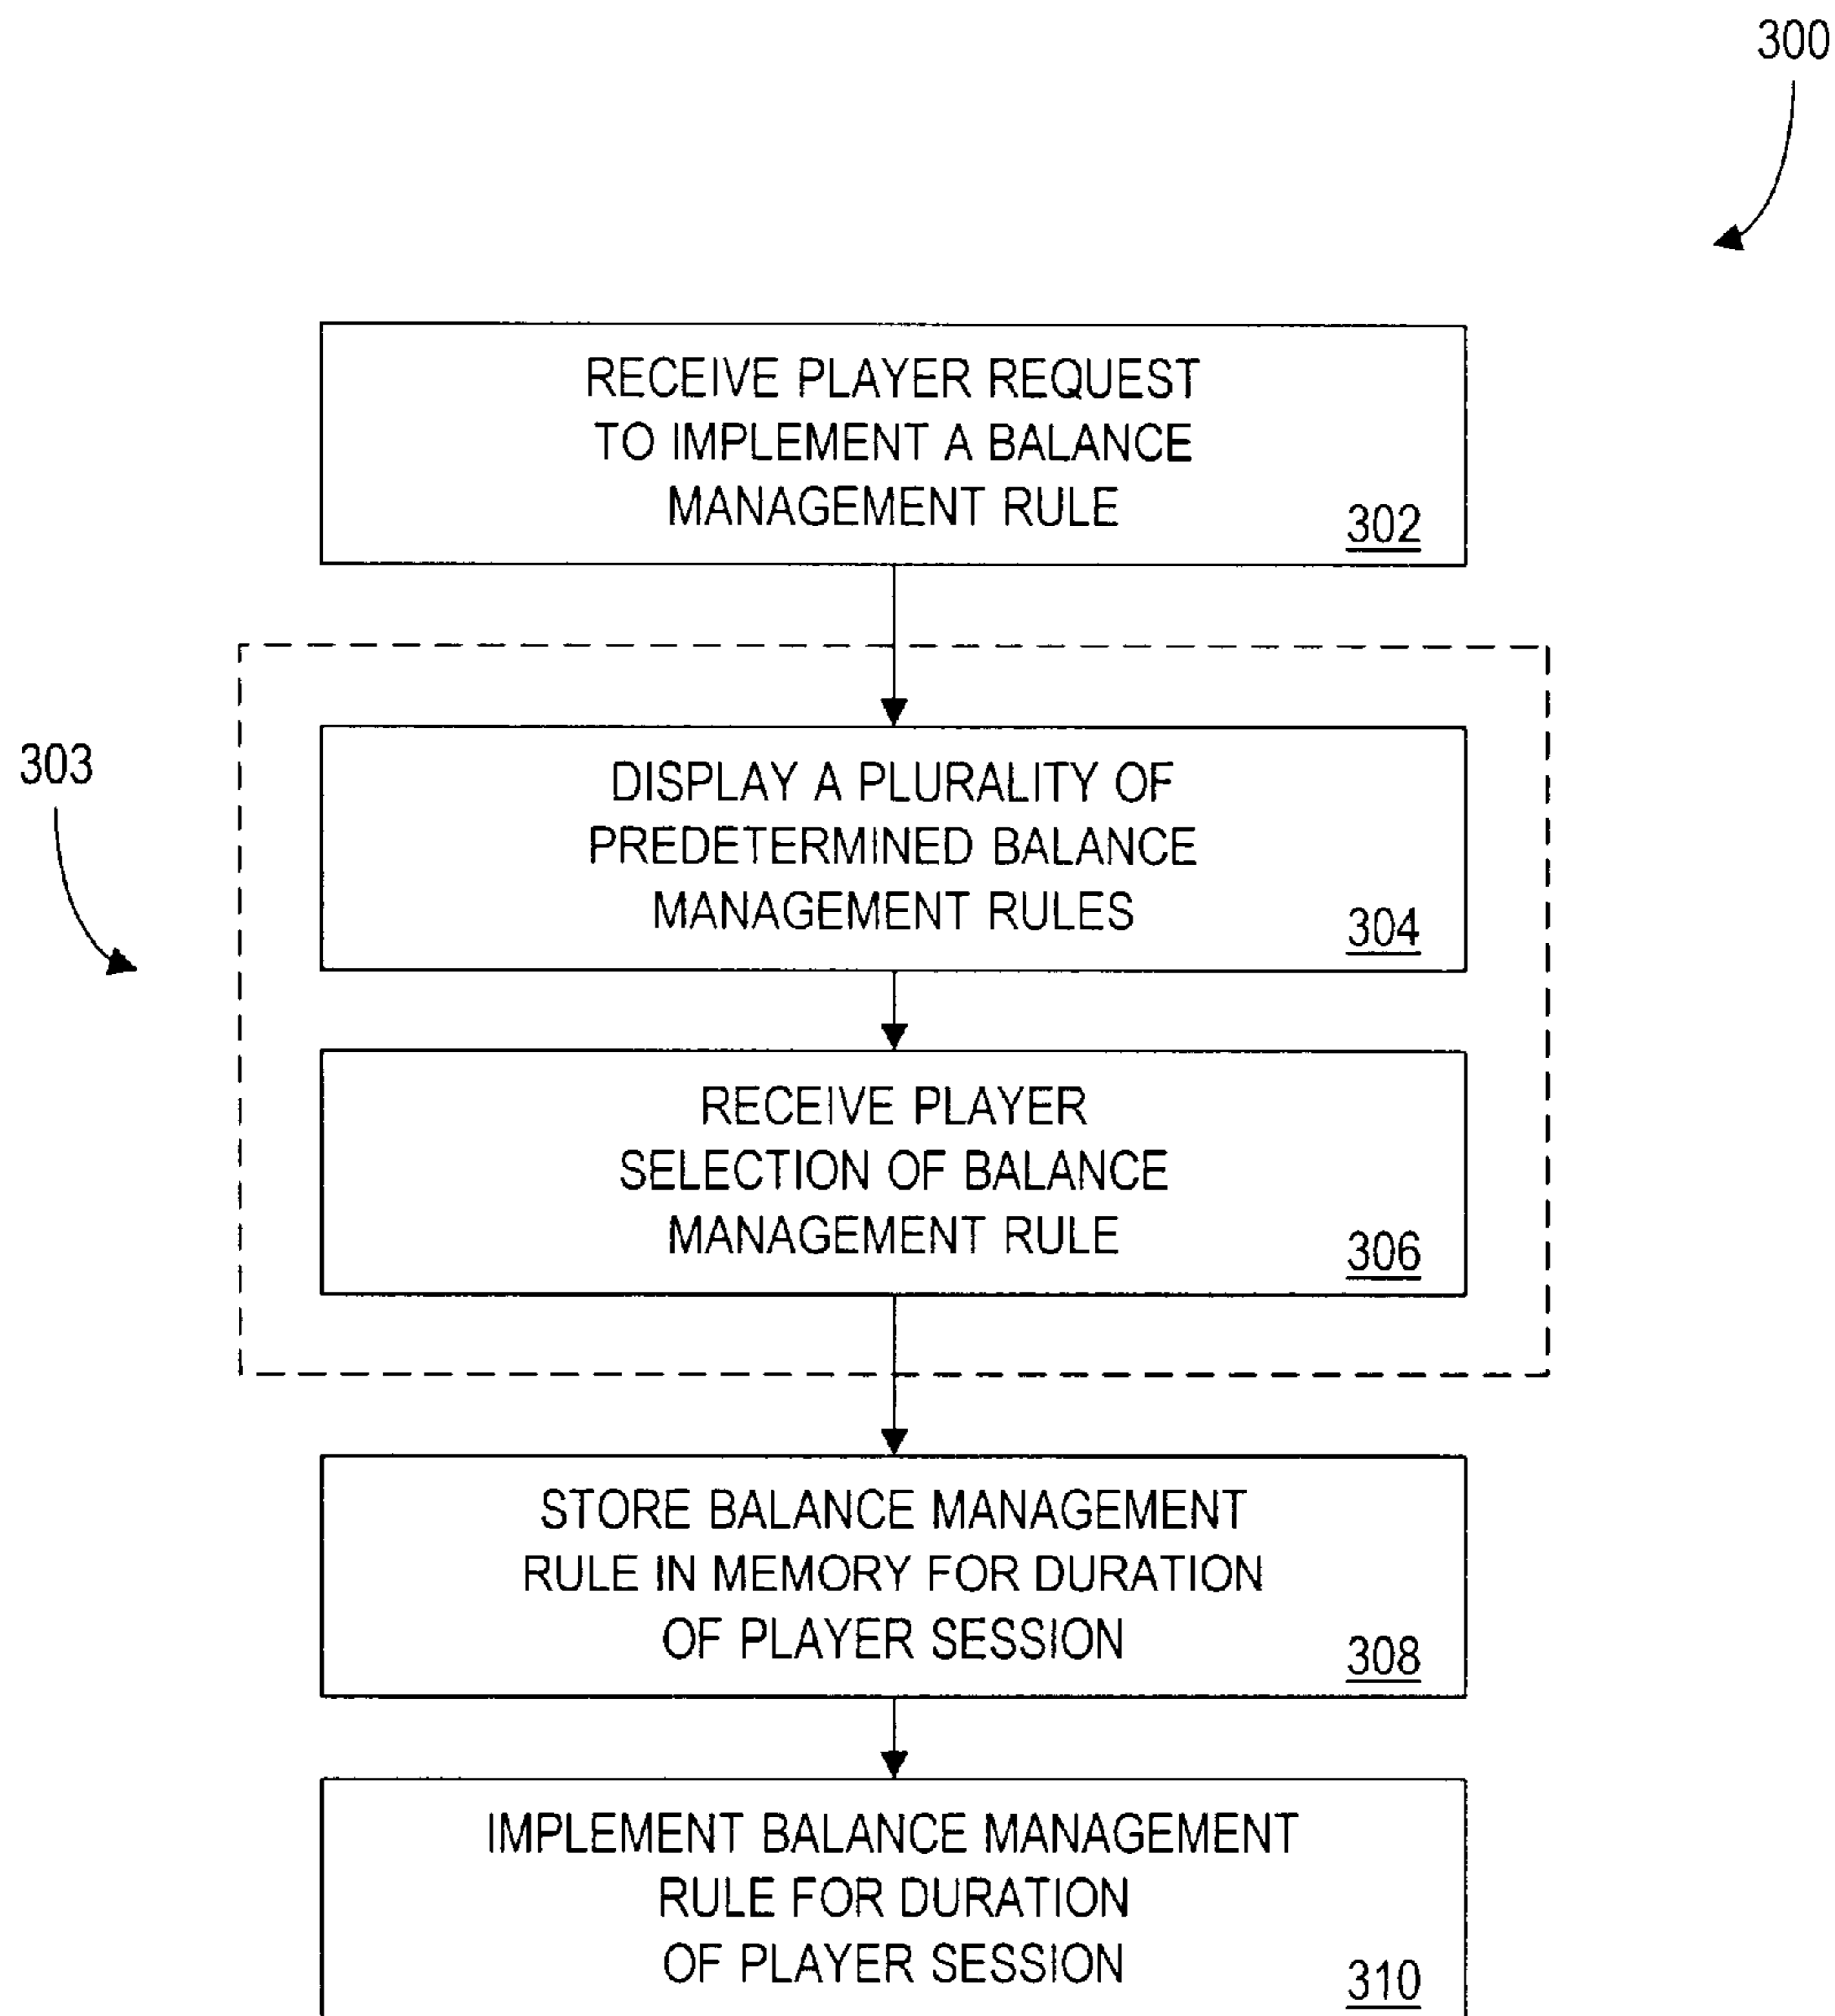 300
RECEIVE PLAYER REQUEST
TO IMPLEMENT A BALANCE
MANAGEMENT RULE
302
303
DISPLAY A PLURALITY OF
PREDETERMINED BALANCE
MANAGEMENT RULES
304
RECEIVE PLAYER
SELECTION OF BALANCE
MANAGEMENT RULE
306
STORE BALANCE MANAGEMENT
RULE IN MEMORY FOR DURATION
OF PLAYER SESSION
308
IMPLEMENT BALANCE MANAGEMENT
RULE FOR DURATION
OF PLAYER SESSION
310